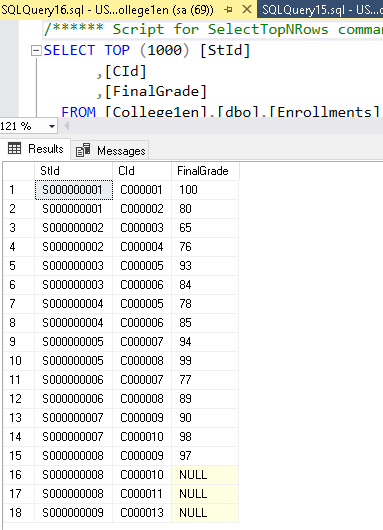 SQLQuery16.sql - US...ollege1en (sa (69)) SQLQuery15.sql - US
/****** Script for SelectTopNRows comman
SELECT TOP (1000) [StId]
,[CId]
,[FinalGrade]
FROM [College1en].[dbo].[Enrollments]
121 %
Results Messages
StId CId FinalGrade
1 S000000001 C000001 100
2 S000000001 C000002 80
3 S000000002 C000003 65
4 S000000002 C000004 76
5 S000000003 C000005 93
6 S000000003 C000006 84
7 S000000004 C000005 78
8 S000000004 C000006 85
9 S000000005 C000007 94
10 S000000005 C000008 99
11 S000000006 C000007 77
12 S000000006 C000008 89
13 S000000007 C000009 90
14 S000000007 C000010 98
15 S000000008 C000009 97
16 S000000008 C000010 NULL
17 S000000008 C000011 NULL
18 S000000009 C000013 NULL